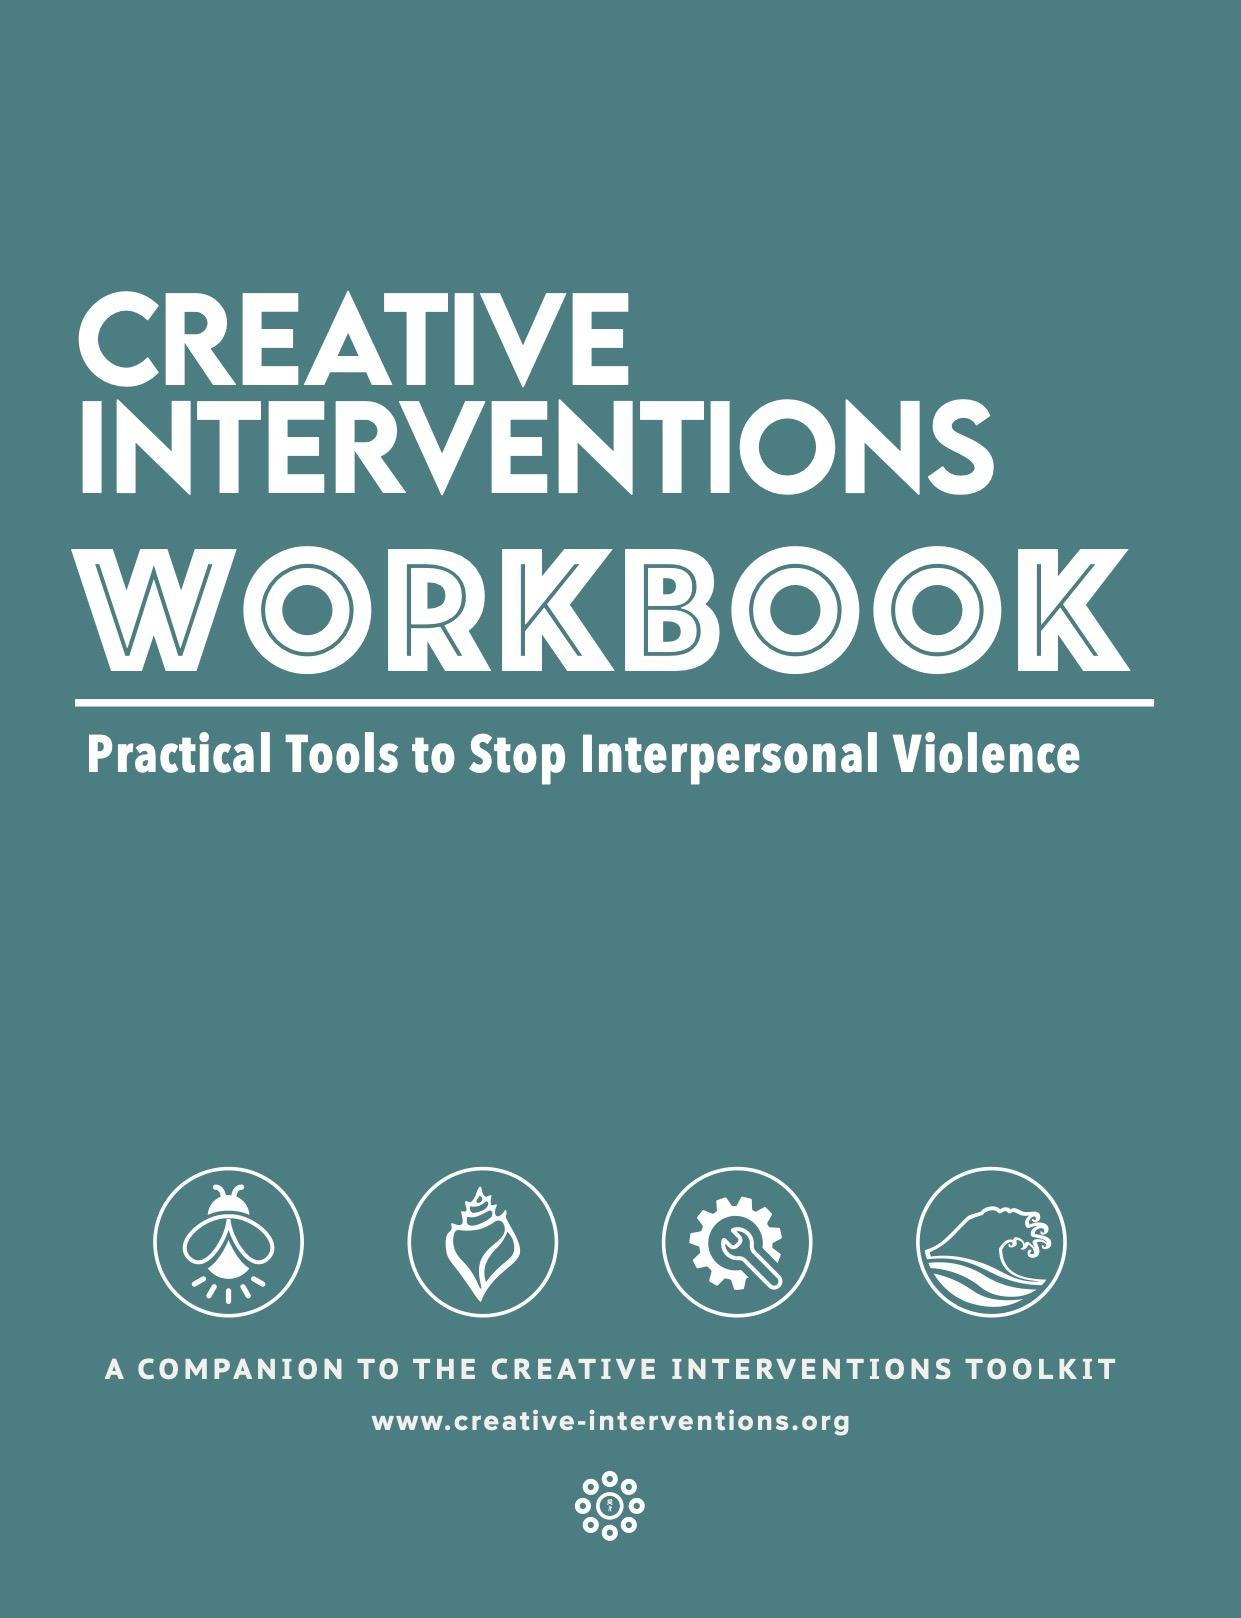 CREATIVE
INTERVENTIONS
WORKBOOK
Practical Tools to Stop Interpersonal Violence
A COMPANION TO THE CREATIVE INTERVENTIONS TOOLKIT
www.creative-interventions.org